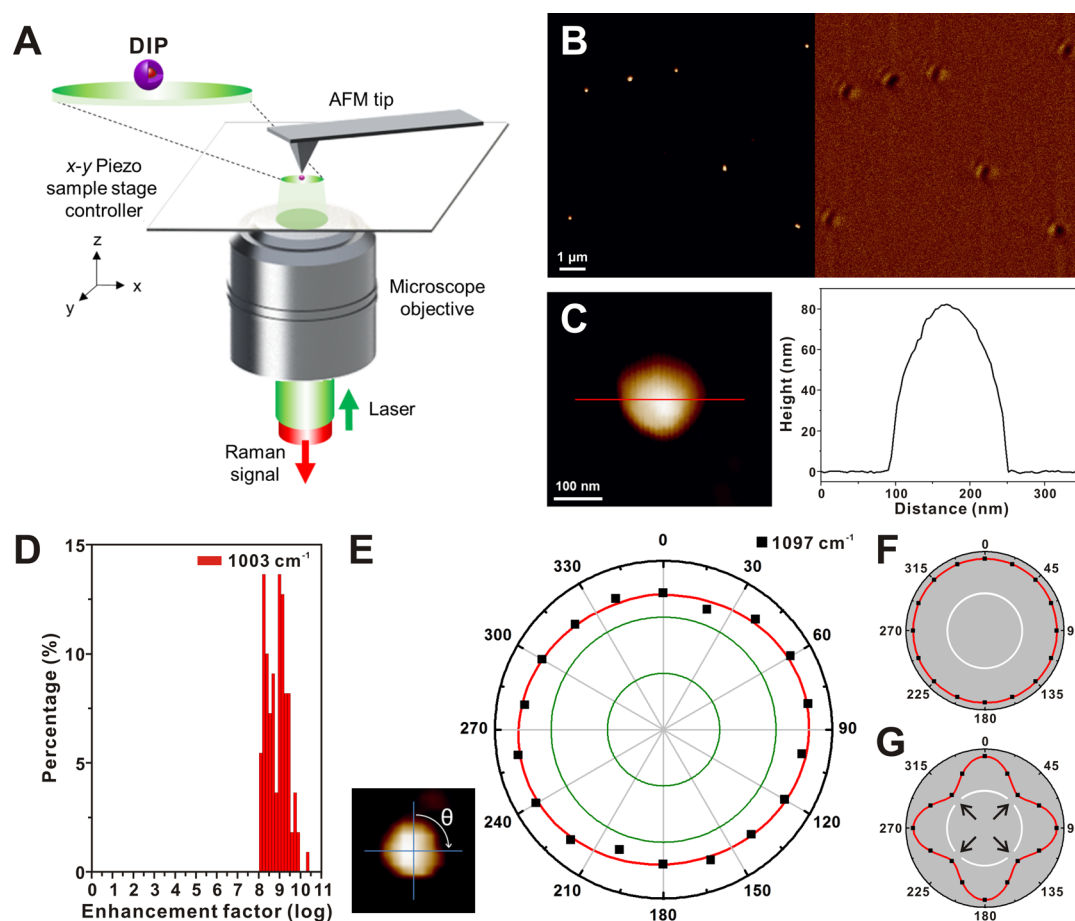 A
DIP
AFM tip
x-y Piezo
sample stage
controller
z
x
y
Microscope
objective
Laser
Raman
signal
B
1 µm
C
100 nm
Height (nm)
80
60
40
20
0
0
100
200
300
Distance (nm)
D
1003 cm-1
Percentage (%)
15
10
5
0
0 1 2 3 4 5 6 7 8 9 10 11
Enhancement factor (log)
θ
E
1097 cm-1
0
30
60
90
120
150
180
210
240
270
300
330
F
0
45
9
135
180
225
270
315
G
0
45
9
135
180
225
270
315